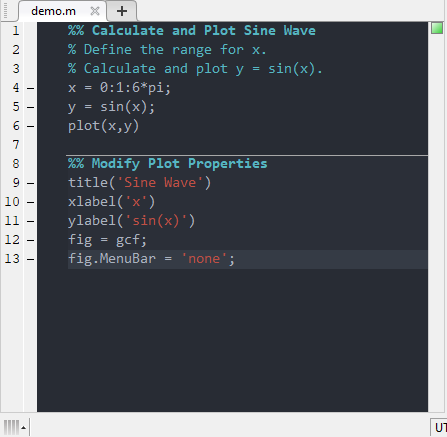 demo.m
1 %% Calculate and Plot Sine Wave
2 % Define the range for x.
3 % Calculate and plot y = sin(x).
4 – x = 0:1:6*pi;
5 – y = sin(x);
6 – plot(x,y)
7
8 %% Modify Plot Properties
9 – title('Sine Wave')
10 – xlabel('x')
11 – ylabel('sin(x)')
12 – fig = gcf;
13 – fig.MenuBar = 'none';
UT